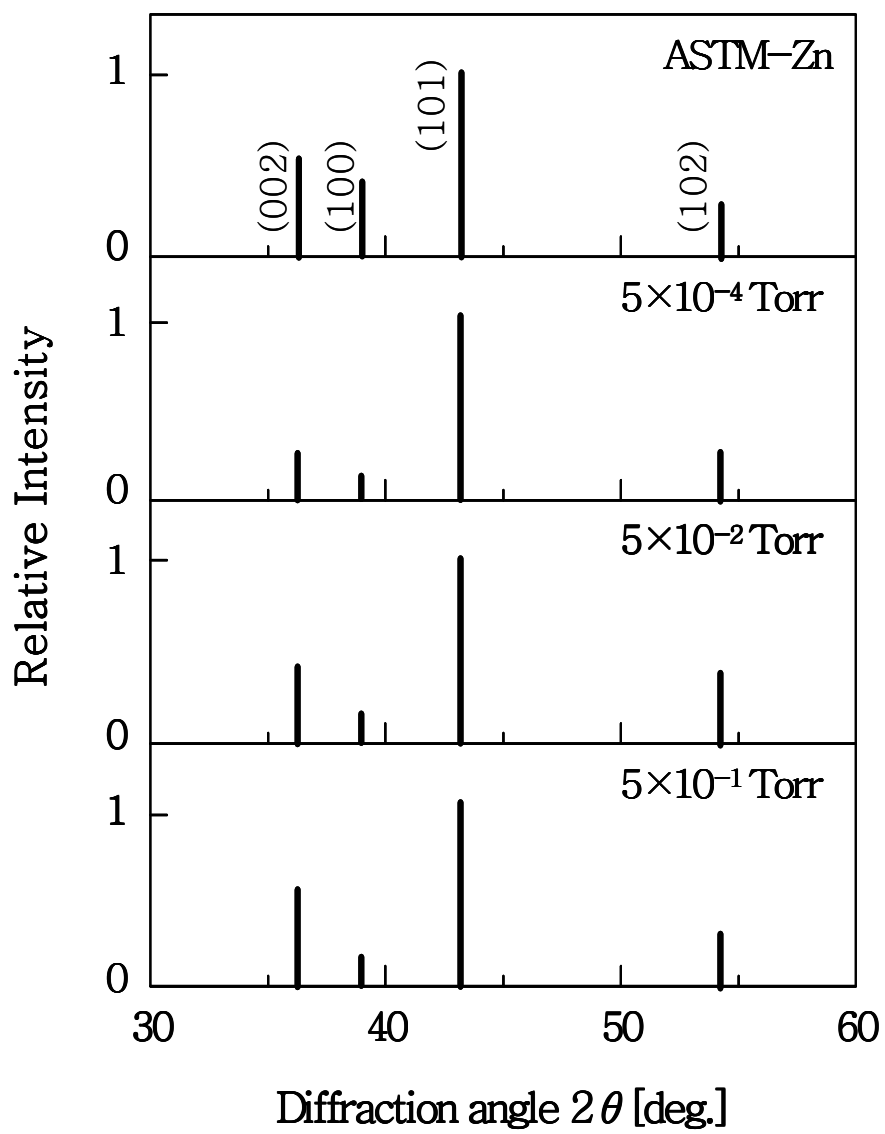 ASTM-Zn
1
(002)
(100)
(101)
(102)
0
5×10⁻⁴ Torr
1
0
5×10⁻² Torr
1
0
5×10⁻¹ Torr
1
0
30 40 50 60
Relative Intensity
Diffraction angle 2θ [deg.]